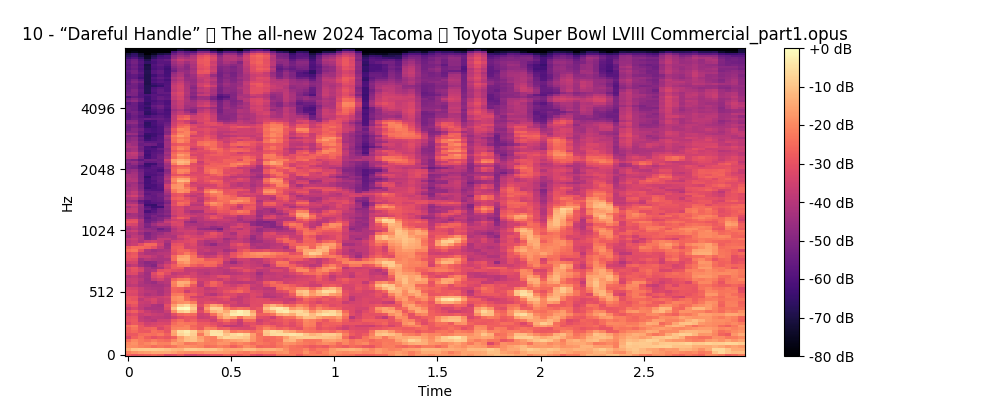 10 - “Dareful Handle” ▯ The all-new 2024 Tacoma ▯ Toyota Super Bowl LVIII Commercial_part1.opus
+0 dB
4096
-10 dB
-20 dB
2048
-30 dB
Hz
1024
-40 dB
-50 dB
512
-60 dB
-70 dB
0
-80 dB
0
0.5
1
1.5
2
2.5
Time